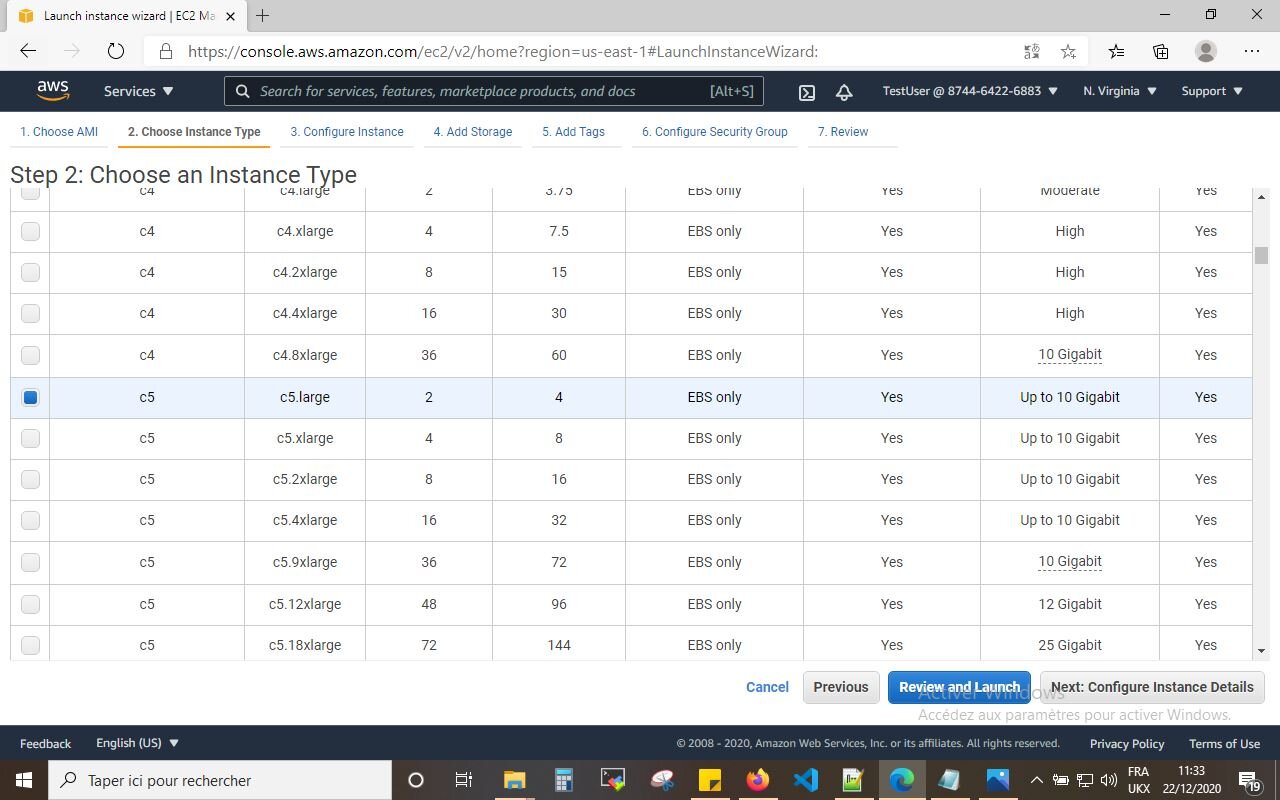 Launch instance wizard | EC2 Ma
https://console.aws.amazon.com/ec2/v2/home?region=us-east-1#LaunchInstanceWizard:
aws Services Search for services, features, marketplace products, and docs [Alt+S] TestUser @ 8744-6422-6883 N. Virginia Support
1. Choose AMI 2. Choose Instance Type 3. Configure Instance 4. Add Storage 5. Add Tags 6. Configure Security Group 7. Review
Step 2: Choose an Instance Type
c4 c4.large 2 3.75 EBS only Yes Moderate Yes
c4 c4.xlarge 4 7.5 EBS only Yes High Yes
c4 c4.2xlarge 8 15 EBS only Yes High Yes
c4 c4.4xlarge 16 30 EBS only Yes High Yes
c4 c4.8xlarge 36 60 EBS only Yes 10 Gigabit Yes
c5 c5.large 2 4 EBS only Yes Up to 10 Gigabit Yes
c5 c5.xlarge 4 8 EBS only Yes Up to 10 Gigabit Yes
c5 c5.2xlarge 8 16 EBS only Yes Up to 10 Gigabit Yes
c5 c5.4xlarge 16 32 EBS only Yes Up to 10 Gigabit Yes
c5 c5.9xlarge 36 72 EBS only Yes 10 Gigabit Yes
c5 c5.12xlarge 48 96 EBS only Yes 12 Gigabit Yes
c5 c5.18xlarge 72 144 EBS only Yes 25 Gigabit Yes
Cancel Previous Review and Launch Next: Configure Instance Details
Activer Windows
Accédez aux paramètres pour activer Windows.
Feedback English (US) © 2008 - 2020, Amazon Web Services, Inc. or its affiliates. All rights reserved. Privacy Policy Terms of Use
Taper ici pour rechercher FRA 11:33
UKX 22/12/2020 19